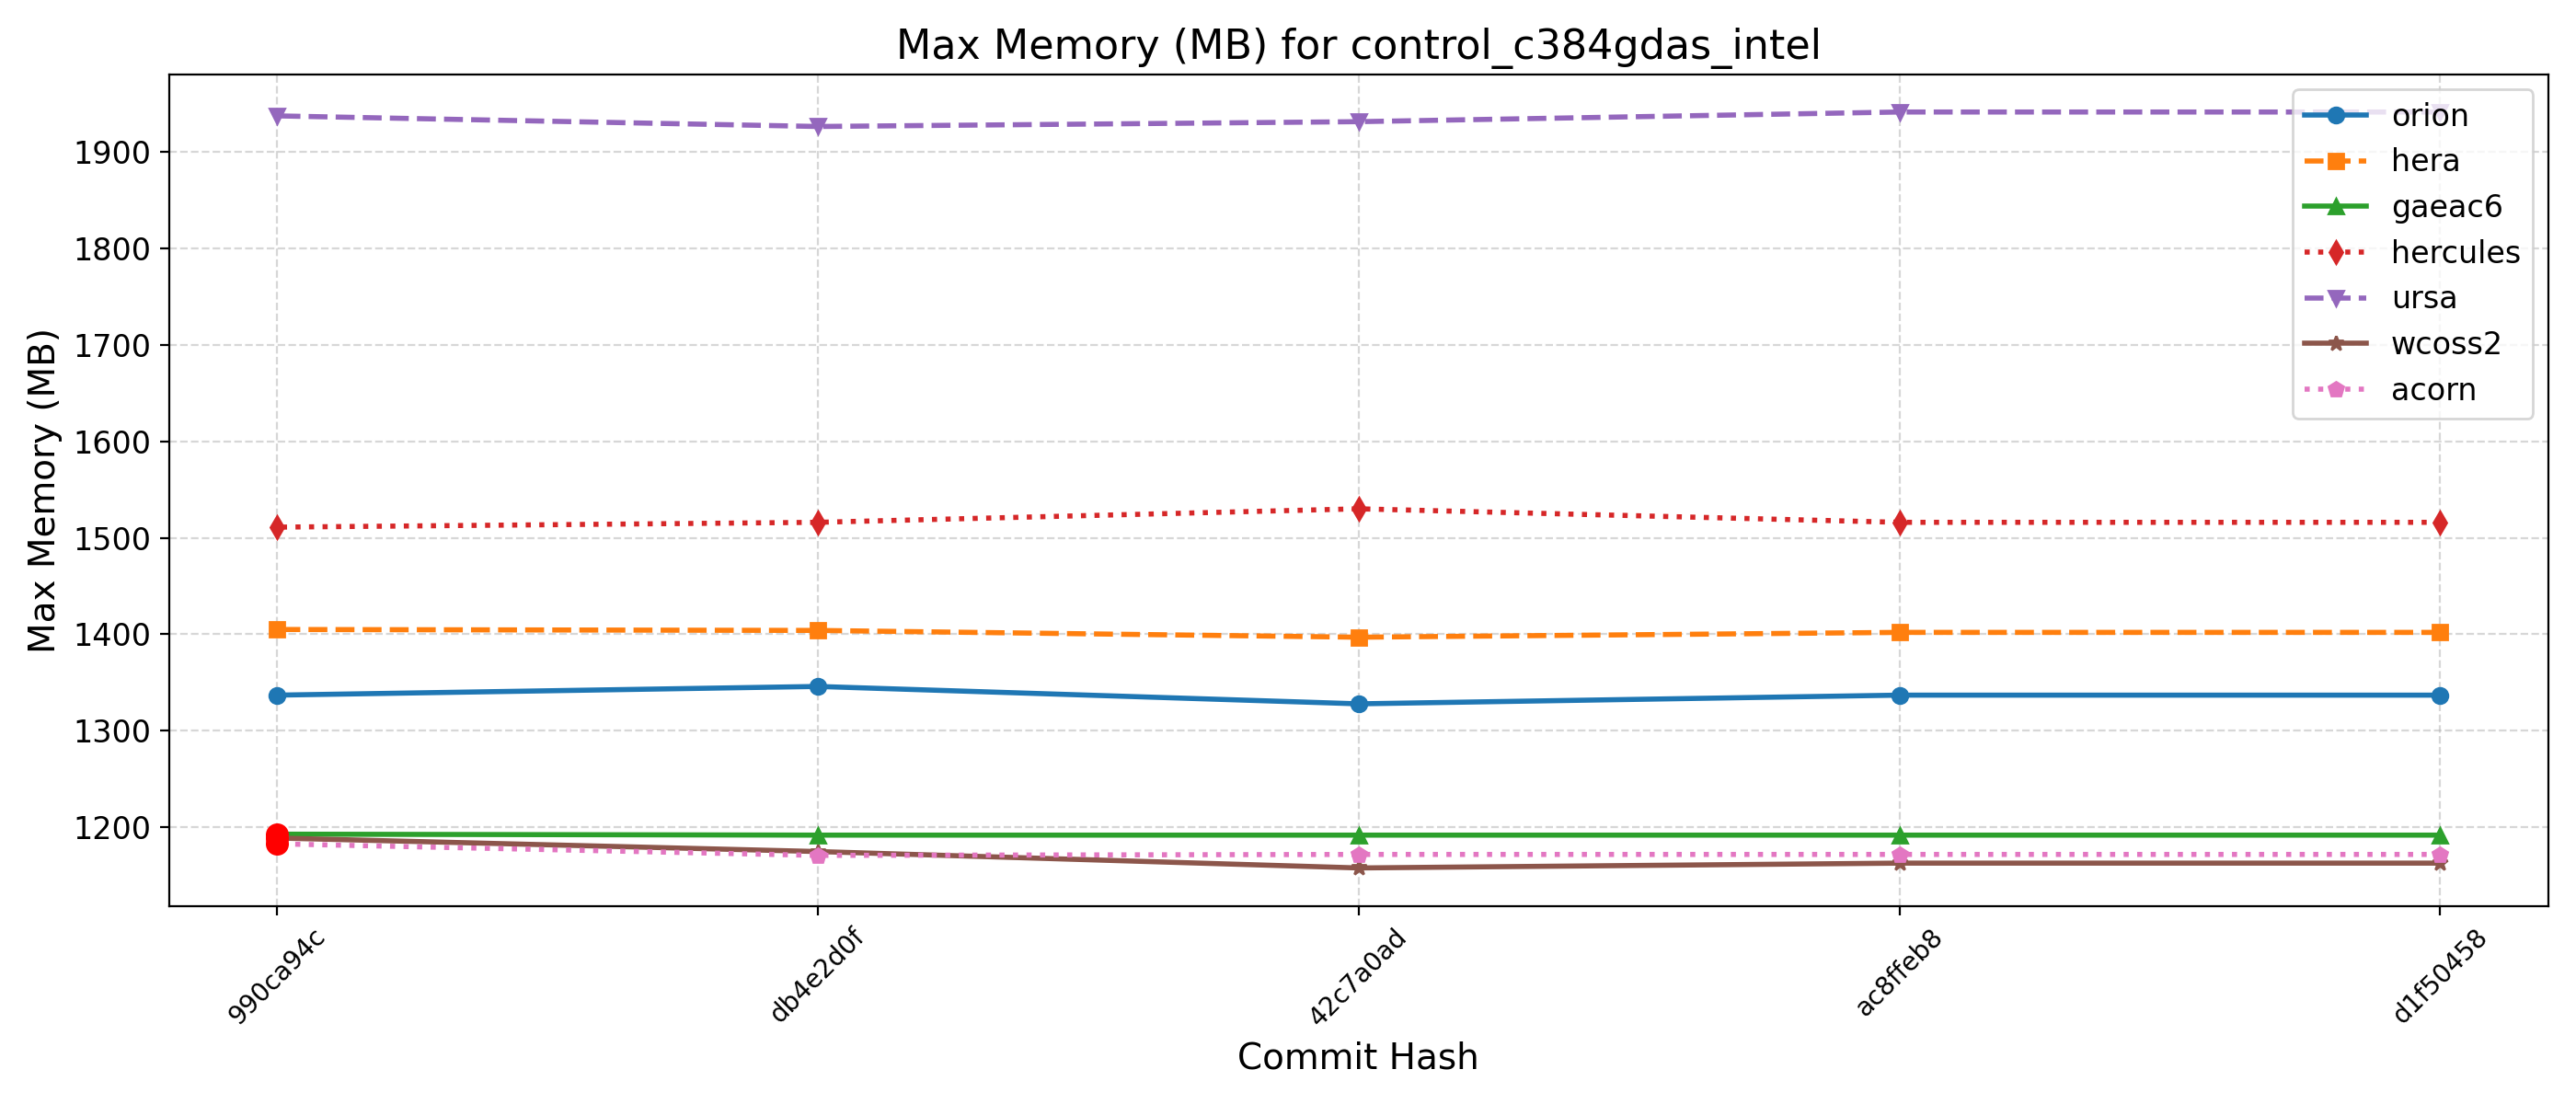 Max Memory (MB) for control_c384gdas_intel
Max Memory (MB)
1900
1800
1700
1600
1500
1400
1300
1200
orion
hera
gaeac6
hercules
ursa
wcoss2
acorn
990ca94c
db4e2d0f
42c7a0ad
ac8ffeb8
d1f50458
Commit Hash